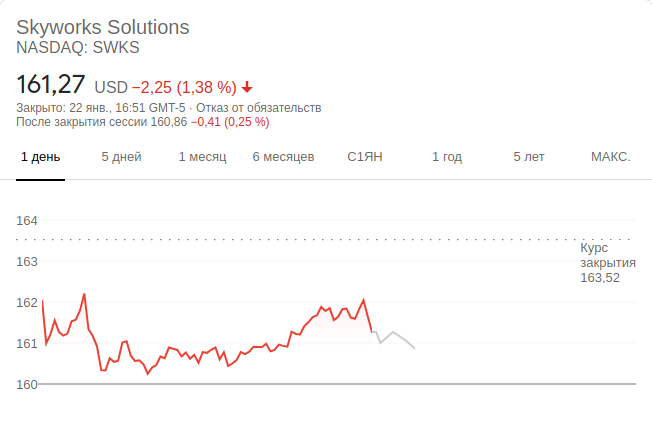 Skyworks Solutions
NASDAQ: SWKS
161,27 USD −2,25 (1,38 %)
Закрыто: 22 янв., 16:51 GMT-5 · Отказ от обязательств
После закрытия сессии 160,86 −0,41 (0,25 %)
1 день 5 дней 1 месяц 6 месяцев С1ЯН 1 год 5 лет МАКС.
164
Курс
163
закрытия
163,52
162
161
160